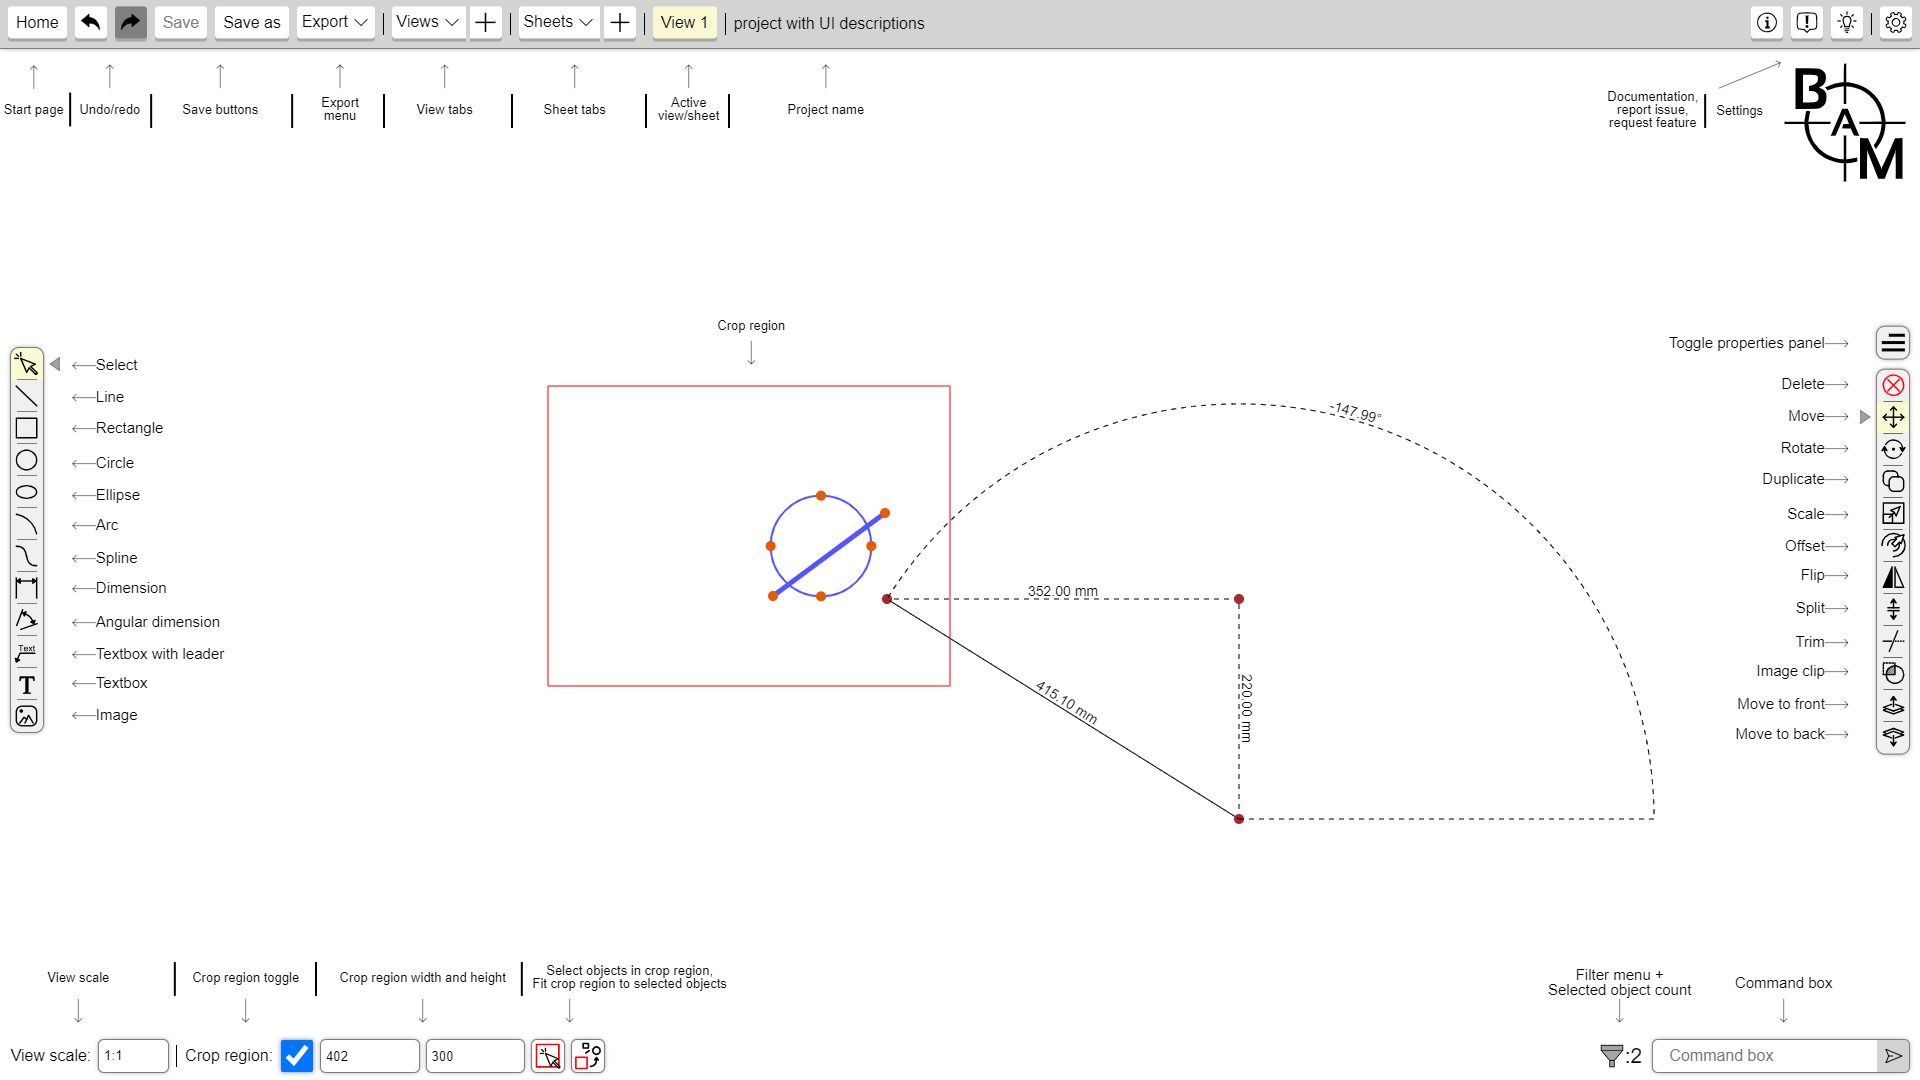 Home Save Save as Export Views Sheets View 1 project with UI descriptions
Start page Undo/redo Save buttons Export menu View tabs Sheet tabs Active view/sheet Project name
Documentation,
report issue,
request feature
Settings
B
A
M
Crop region
Select
Line
Rectangle
Circle
Ellipse
Arc
Spline
Dimension
Angular dimension
Text
Textbox with leader
T Textbox
Image
-147.99°
352.00 mm
415.10 mm
220.00 mm
Toggle properties panel
Delete
Move
Rotate
Duplicate
Scale
Offset
Flip
Split
Trim
Image clip
Move to front
Move to back
View scale
Crop region toggle
Crop region width and height
Select objects in crop region,
Fit crop region to selected objects
Filter menu +
Selected object count
Command box
View scale: 1:1 Crop region: 402 300 :2 Command box